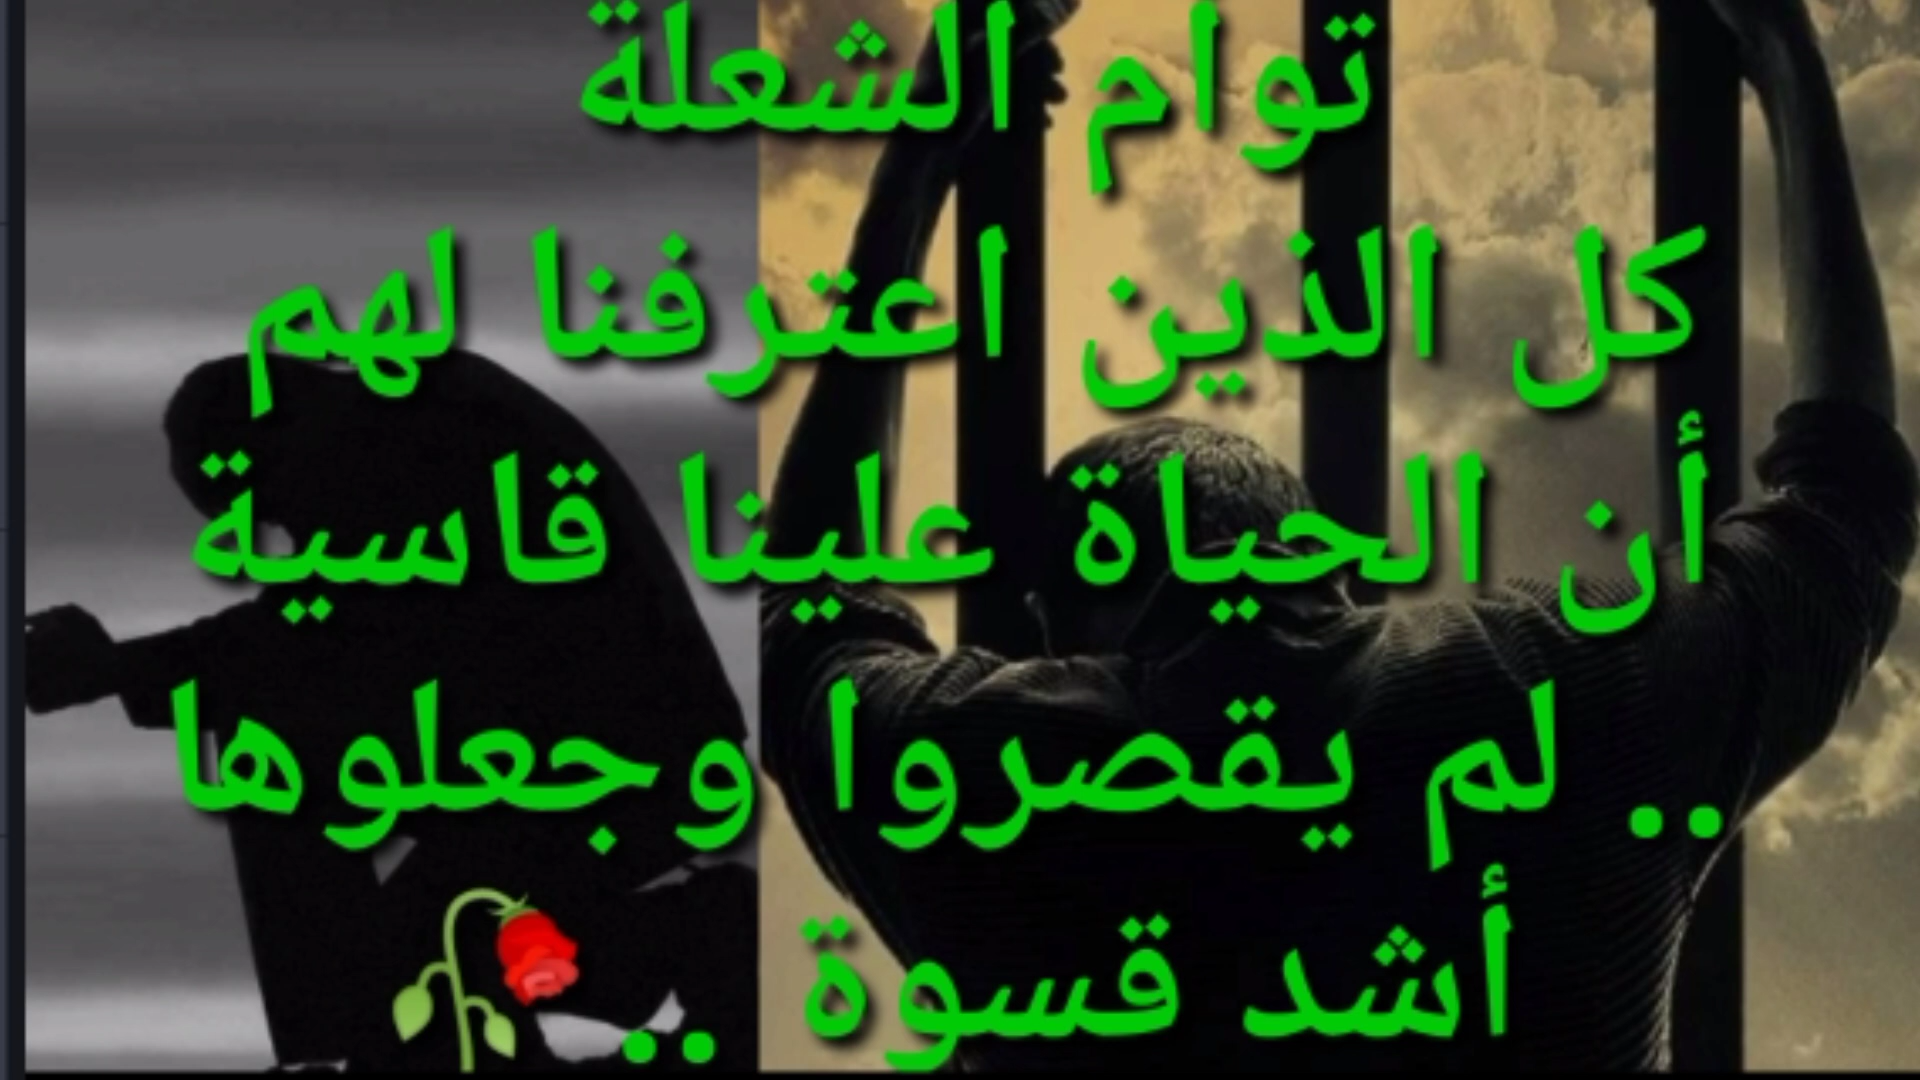 توام الشعلة
كل الذين اعترفنا لهم
أن الحياة علينا قاسية
.. لم يقصروا وجعلوها
أشد قسوة ..🥀